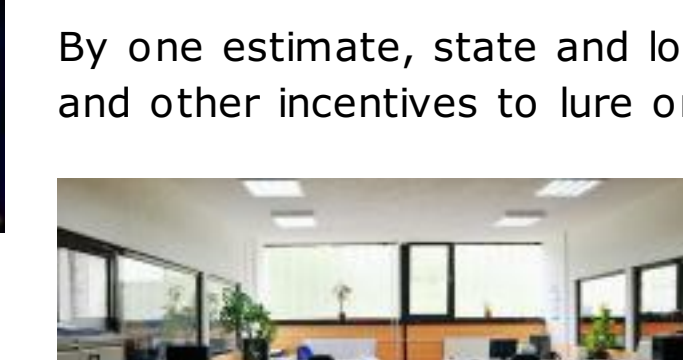 By one estimate, state and lo
and other incentives to lure o